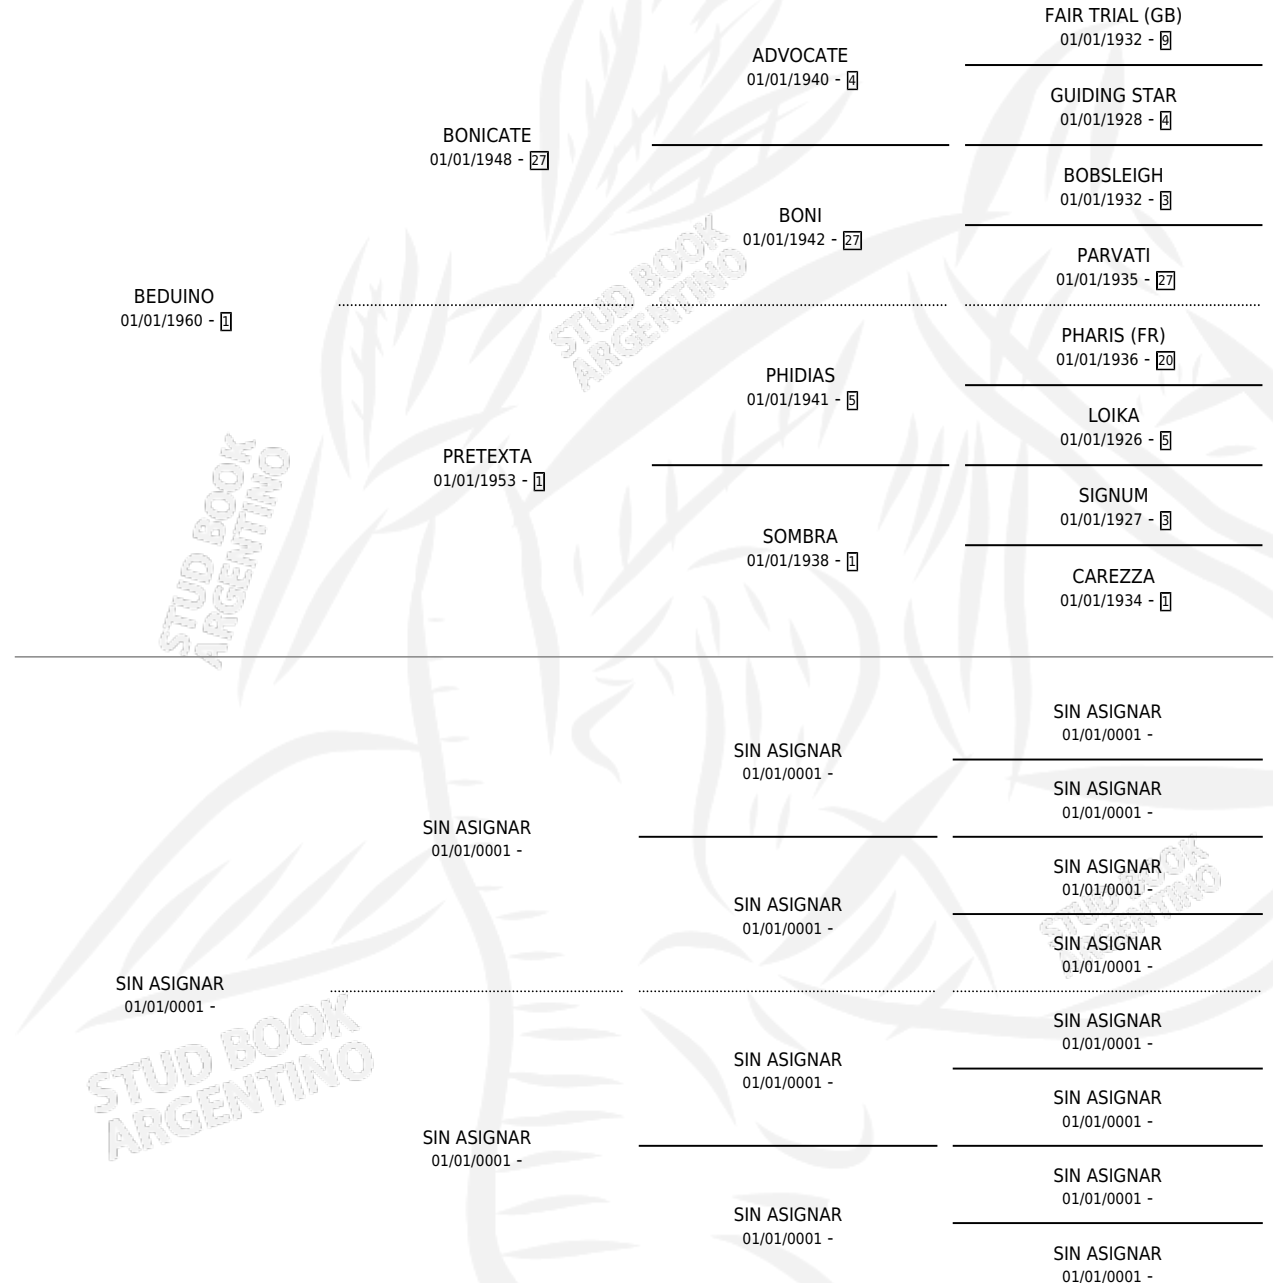 FAIR TRIAL (GB)
01/01/1932 - 9
ADVOCATE
01/01/1940 - 4
GUIDING STAR
01/01/1928 - 4
BONICATE
01/01/1948 - 27
BOBSLEIGH
01/01/1932 - 3
BONI
01/01/1942 - 27
PARVATI
01/01/1935 - 27
BEDUINO
01/01/1960 - 1
PHARIS (FR)
01/01/1936 - 20
PHIDIAS
01/01/1941 - 5
LOIKA
01/01/1926 - 5
PRETEXTA
01/01/1953 - 1
SIGNUM
01/01/1927 - 3
SOMBRA
01/01/1938 - 1
CAREZZA
01/01/1934 - 1
STUD BOOK
ARGENTINO
STUD BOOK
ARGENTINO
SIN ASIGNAR
01/01/0001 -
SIN ASIGNAR
01/01/0001 -
SIN ASIGNAR
01/01/0001 -
SIN ASIGNAR
01/01/0001 -
SIN ASIGNAR
01/01/0001 -
SIN ASIGNAR
01/01/0001 -
SIN ASIGNAR
01/01/0001 -
SIN ASIGNAR
01/01/0001 -
SIN ASIGNAR
01/01/0001 -
SIN ASIGNAR
01/01/0001 -
SIN ASIGNAR
01/01/0001 -
SIN ASIGNAR
01/01/0001 -
SIN ASIGNAR
01/01/0001 -
SIN ASIGNAR
01/01/0001 -
SIN ASIGNAR
01/01/0001 -
STUD BOOK
ARGENTINO
STUD BOOK
ARGENTINO